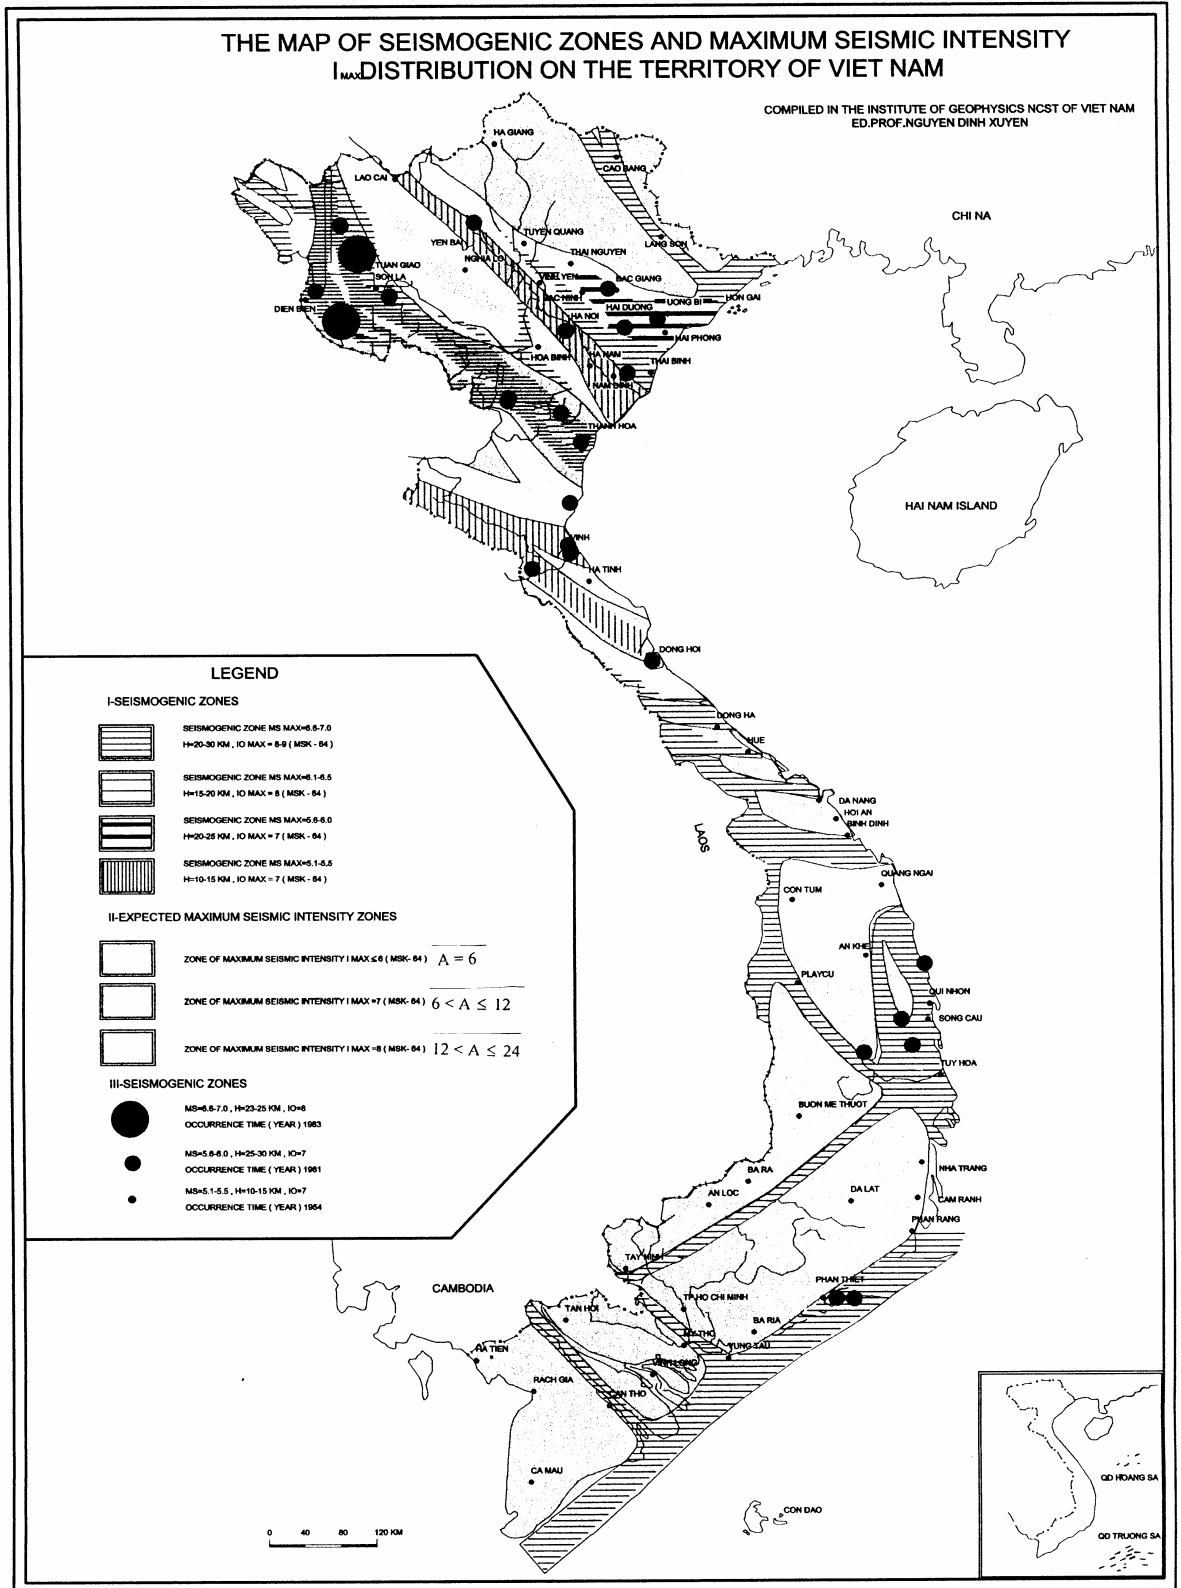 THE MAP OF SEISMOGENIC ZONES AND MAXIMUM SEISMIC INTENSITY
I MAX DISTRIBUTION ON THE TERRITORY OF VIET NAM
COMPILED IN THE INSTITUTE OF GEOPHYSICS NCST OF VIET NAM
ED.PROF.NGUYEN DINH XUYEN
HA GIANG
CAO BANG
LAO CAI
CHI NA
YEN BAI
TUYEN QUANG
LANG SON
NGHIA LO
THAI NGUYEN
TUAN GIAO
SON LA
VINH YEN
BAC GIANG
BAC NINH
UONG BI
HON GAI
DIEN BIEN
HA NOI
HAI DUONG
HAI PHONG
HOA BINH
HA NAM
THAI BINH
NAM DINH
THANH HOA
HAI NAM ISLAND
VINH
HA TINH
DONG HOI
DONG HA
HUE
DA NANG
HOI AN
BINH DINH
LAOS
QUANG NGAI
CON TUM
AN KHE
PLAYCU
QUI NHON
SONG CAU
TUY HOA
BUON ME THUOT
NHA TRANG
BA RA
AN LOC
DA LAT
CAM RANH
PHAN RANG
TAY NINH
PHAN THIET
CAMBODIA
TAN HOI
TP.HO CHI MINH
BA RIA
MY THO
VUNG TAU
HA TIEN
VINH LONG
RACH GIA
CAN THO
CA MAU
CON DAO
LEGEND
I-SEISMOGENIC ZONES
SEISMOGENIC ZONE MS MAX=6.6-7.0
H=20-30 KM , IO MAX = 8-9 ( MSK - 64 )
SEISMOGENIC ZONE MS MAX=6.1-6.5
H=15-20 KM , IO MAX = 8 ( MSK - 64 )
SEISMOGENIC ZONE MS MAX=5.6-6.0
H=20-25 KM , IO MAX = 7 ( MSK - 64 )
SEISMOGENIC ZONE MS MAX=5.1-5.5
H=10-15 KM , IO MAX = 7 ( MSK - 64 )
II-EXPECTED MAXIMUM SEISMIC INTENSITY ZONES
ZONE OF MAXIMUM SEISMIC INTENSITY I MAX ≤6 ( MSK- 64 ) A = 6
ZONE OF MAXIMUM SEISMIC INTENSITY I MAX =7 ( MSK- 64 ) 6 < A ≤ 12
ZONE OF MAXIMUM SEISMIC INTENSITY I MAX =8 ( MSK- 64 ) 12 < A ≤ 24
III-SEISMOGENIC ZONES
MS=6.6-7.0 , H=23-25 KM , IO=8
OCCURRENCE TIME ( YEAR ) 1983
MS=5.6-6.0 , H=25-30 KM , IO=7
OCCURRENCE TIME ( YEAR ) 1961
MS=5.1-5.5 , H=10-15 KM , IO=7
OCCURRENCE TIME ( YEAR ) 1954
0 40 80 120 KM
QD HOANG SA
QD TRUONG SA